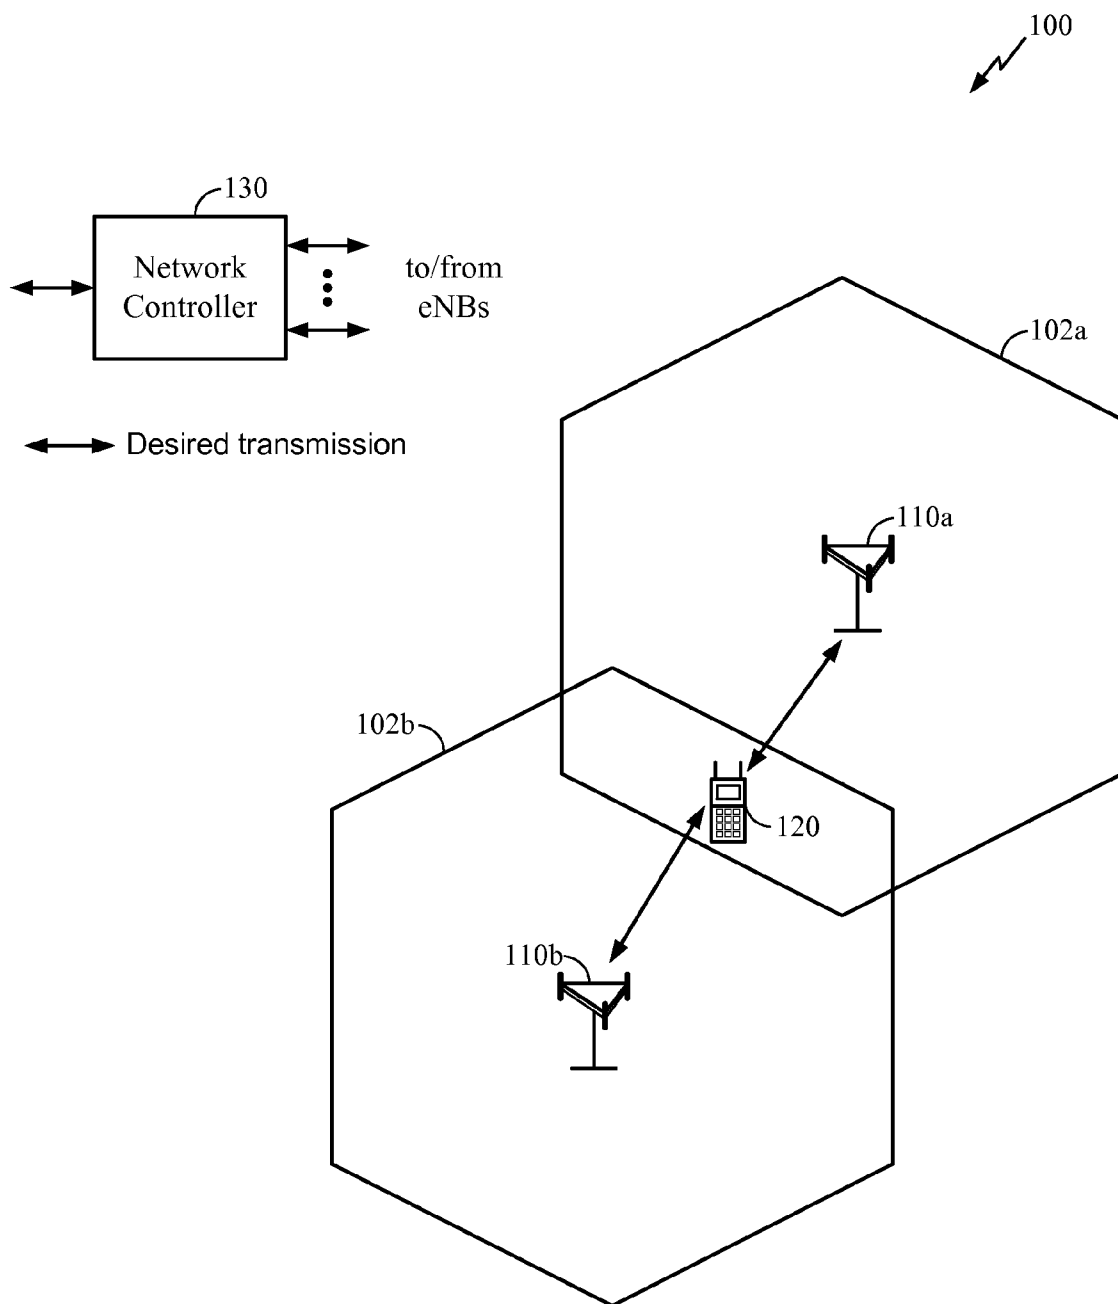 100
130
Network
Controller
to/from
eNBs
102a
Desired transmission
110a
102b
120
110b